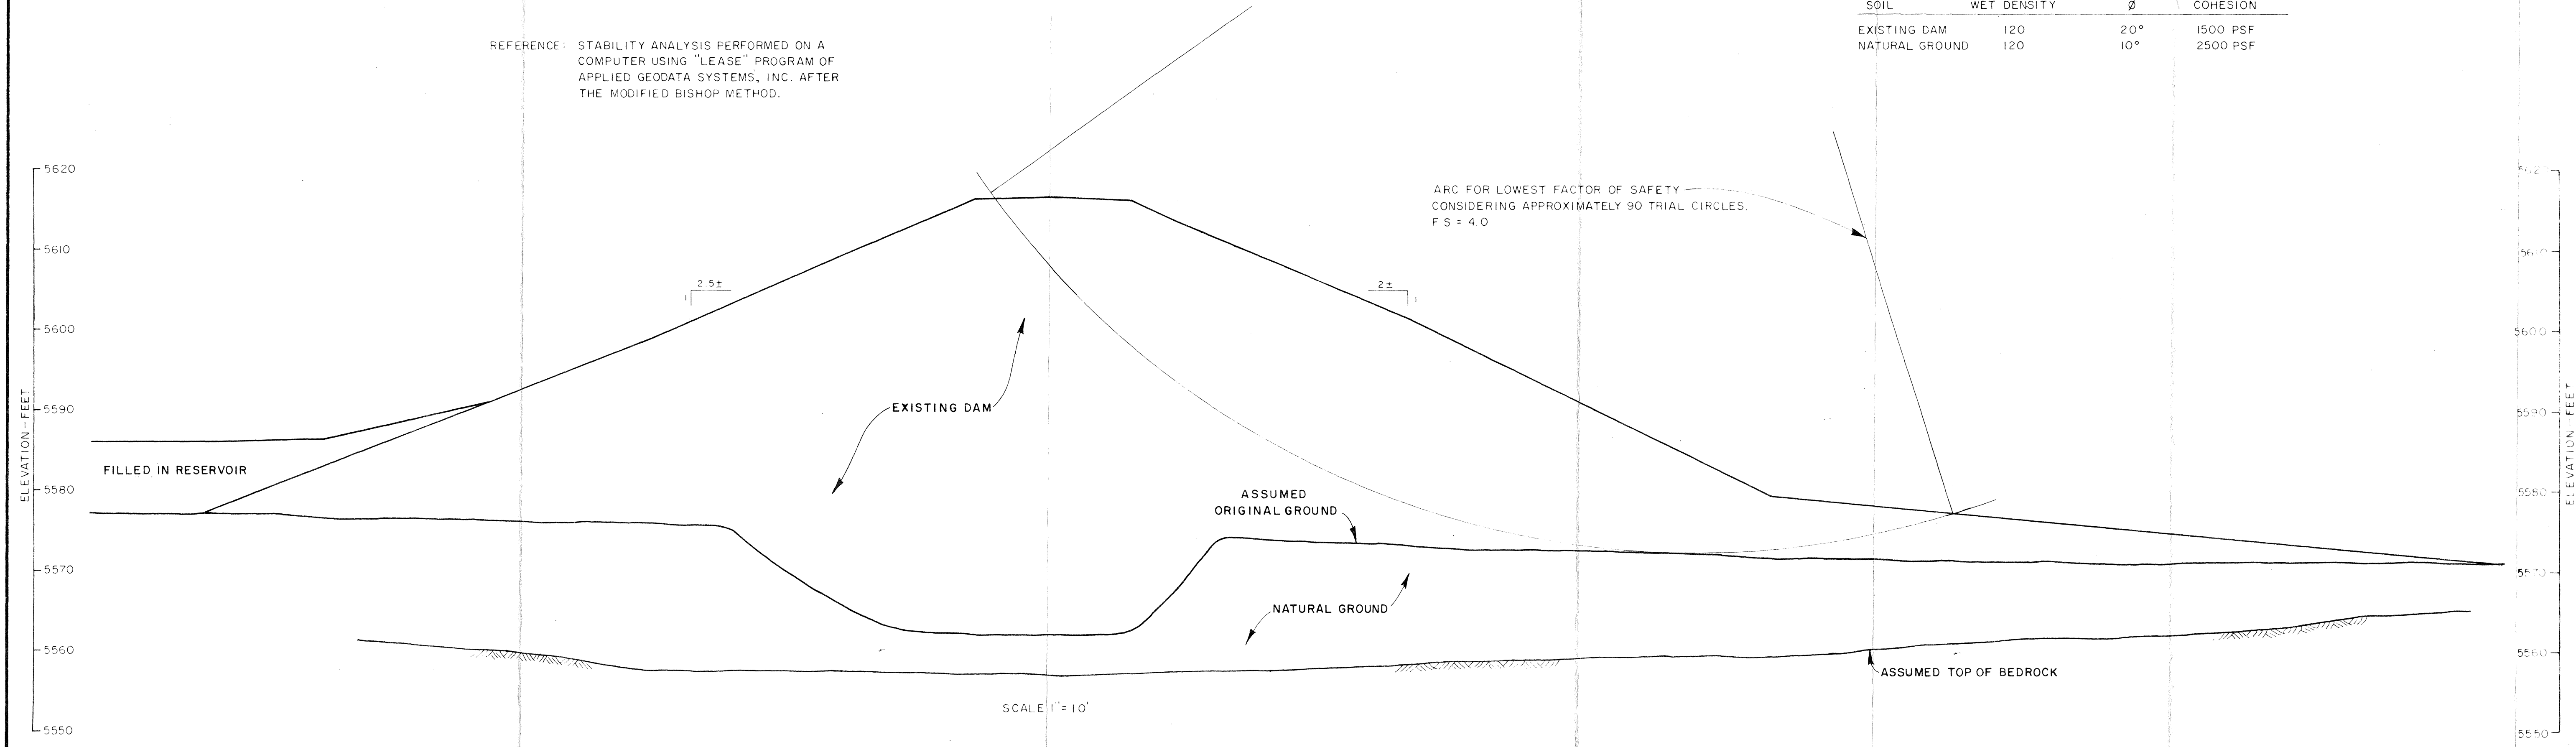 SOIL WET DENSITY Ø COHESION
EXISTING DAM 120 20° 1500 PSF
NATURAL GROUND 120 10° 2500 PSF
REFERENCE: STABILITY ANALYSIS PERFORMED ON A
COMPUTER USING "LEASE" PROGRAM OF
APPLIED GEODATA SYSTEMS, INC. AFTER
THE MODIFIED BISHOP METHOD.
ARC FOR LOWEST FACTOR OF SAFETY
CONSIDERING APPROXIMATELY 90 TRIAL CIRCLES.
F S = 4.0
ELEVATION-FEET
5620
5610
5600
5590
5580
5570
5560
5550
2.5±
1
2±
1
EXISTING DAM
FILLED IN RESERVOIR
ASSUMED
ORIGINAL GROUND
NATURAL GROUND
ASSUMED TOP OF BEDROCK
SCALE 1"=10'
5620
5610
5600
5590
5580
5570
5560
5550
ELEVATION-FEET